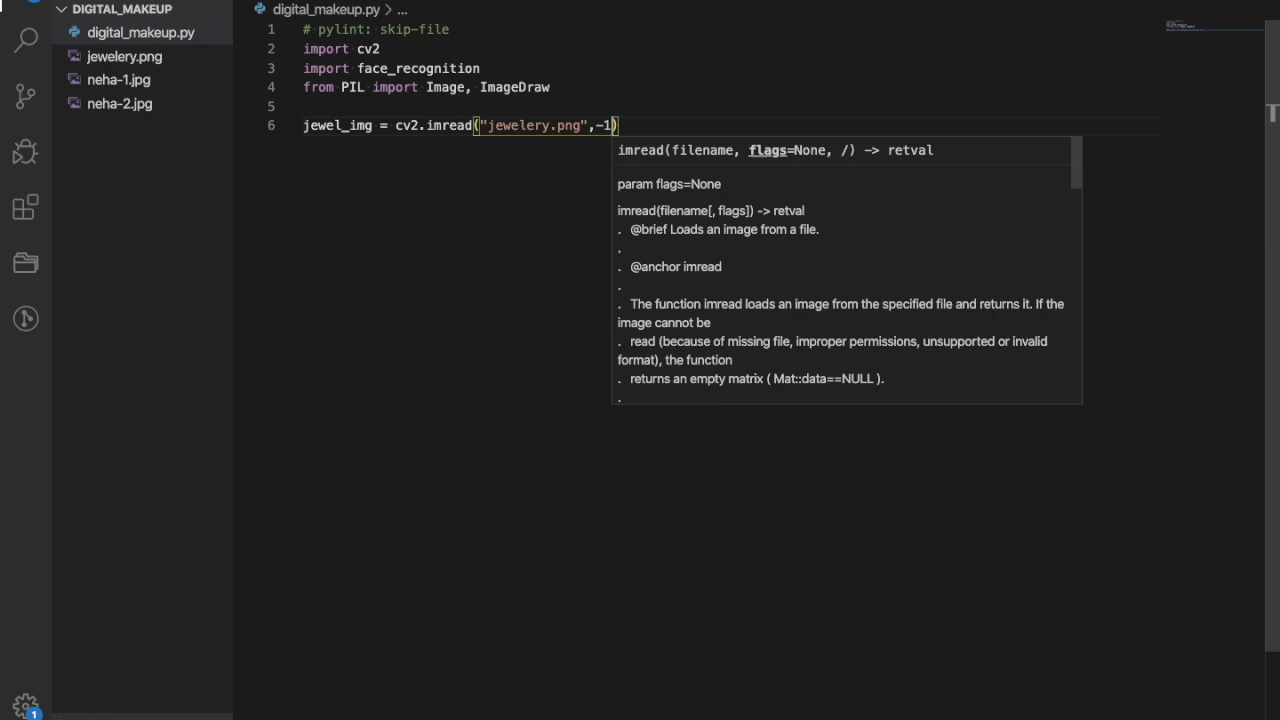 DIGITAL_MAKEUP
digital_makeup.py
jewelery.png
neha-1.jpg
neha-2.jpg
digital_makeup.py > ...
1 # pylint: skip-file
2 import cv2
3 import face_recognition
4 from PIL import Image, ImageDraw
5
6 jewel_img = cv2.imread("jewelery.png",-1)
imread(filename, flags=None, /) -> retval
param flags=None
imread(filename[, flags]) -> retval
. @brief Loads an image from a file.
.
. @anchor imread
.
. The function imread loads an image from the specified file and returns it. If the
image cannot be
. read (because of missing file, improper permissions, unsupported or invalid
format), the function
. returns an empty matrix ( Mat::data==NULL ).
.
1